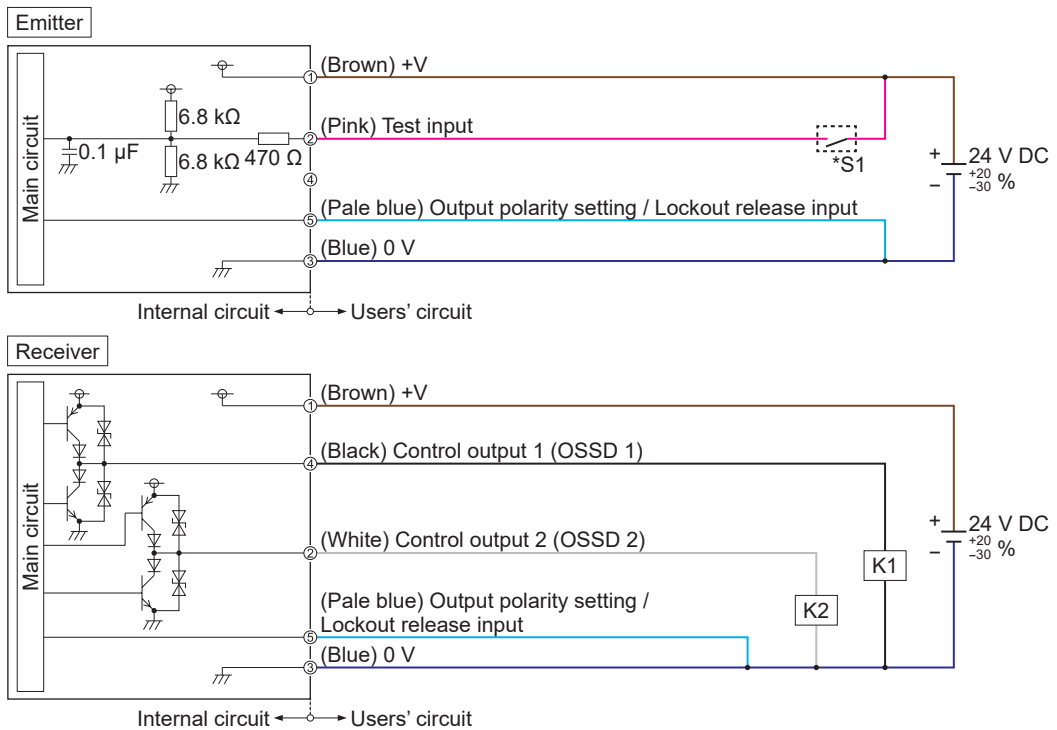 Emitter
Main circuit
6.8 kΩ
0.1 µF
6.8 kΩ
470 Ω
1
(Brown) +V
2
(Pink) Test input
*S1
4
5
(Pale blue) Output polarity setting / Lockout release input
3
(Blue) 0 V
+
24 V DC
+20
–30 %
–
Internal circuit
Users’ circuit
Receiver
Main circuit
1
(Brown) +V
4
(Black) Control output 1 (OSSD 1)
2
(White) Control output 2 (OSSD 2)
K1
K2
5
(Pale blue) Output polarity setting /
Lockout release input
3
(Blue) 0 V
+
24 V DC
+20
–30 %
–
Internal circuit
Users’ circuit